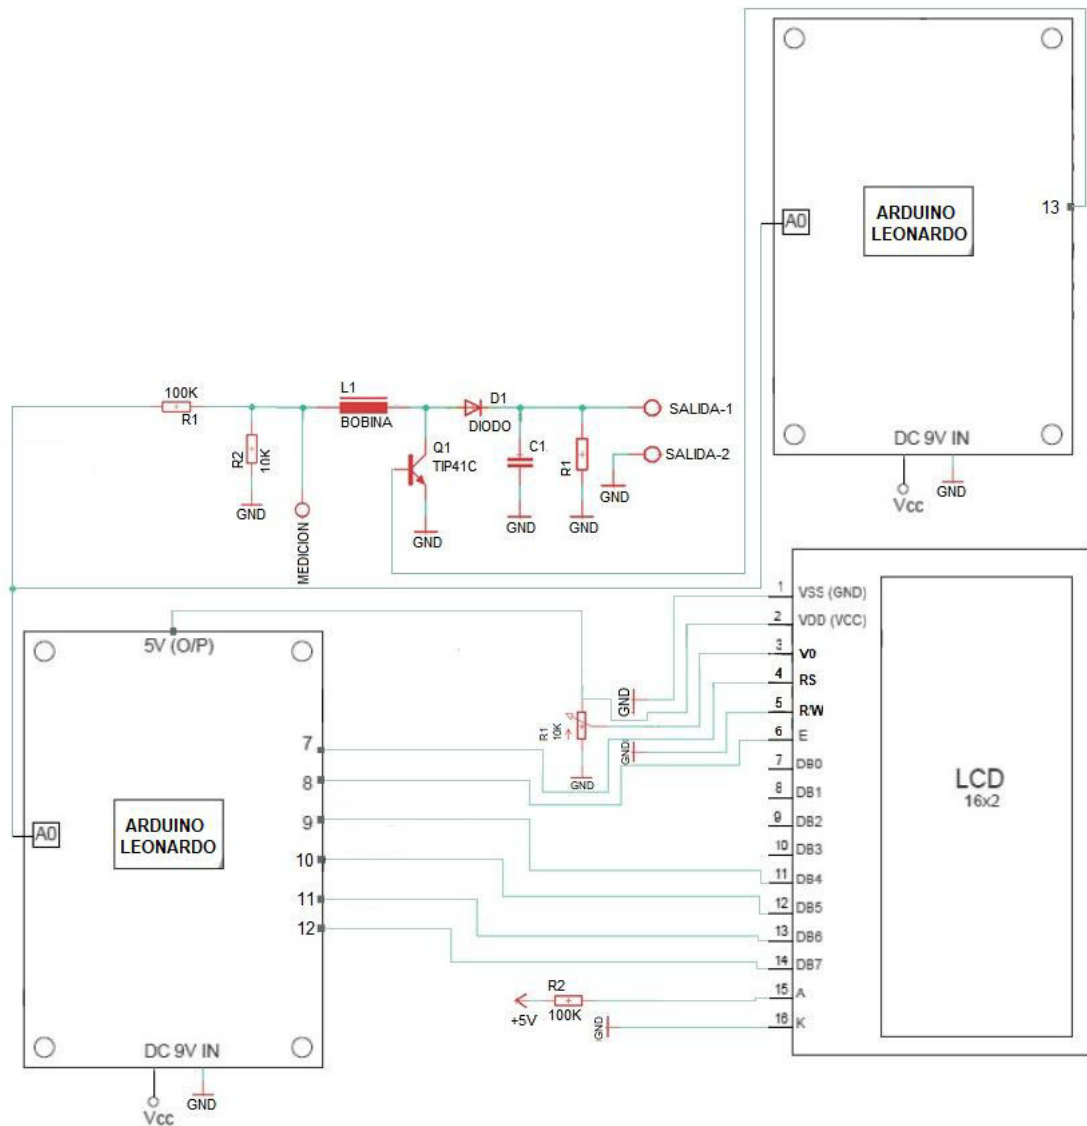 A0
ARDUINO
LEONARDO
13
DC 9V IN
Vcc
GND
100K
R1
R2
10K
GND
MEDICION
L1
BOBINA
Q1
TIP41C
GND
D1
DIODO
C1
GND
R1
GND
SALIDA-1
SALIDA-2
GND
5V (O/P)
7
8
9
10
11
12
A0
ARDUINO
LEONARDO
DC 9V IN
Vcc
GND
R1
10K
GND
GND
GND
1 VSS (GND)
2 VDD (VCC)
3 V0
4 RS
5 R/W
6 E
7 DB0
8 DB1
9 DB2
10 DB3
11 DB4
12 DB5
13 DB6
14 DB7
15 A
16 K
LCD
16x2
R2
100K
+5V
GND